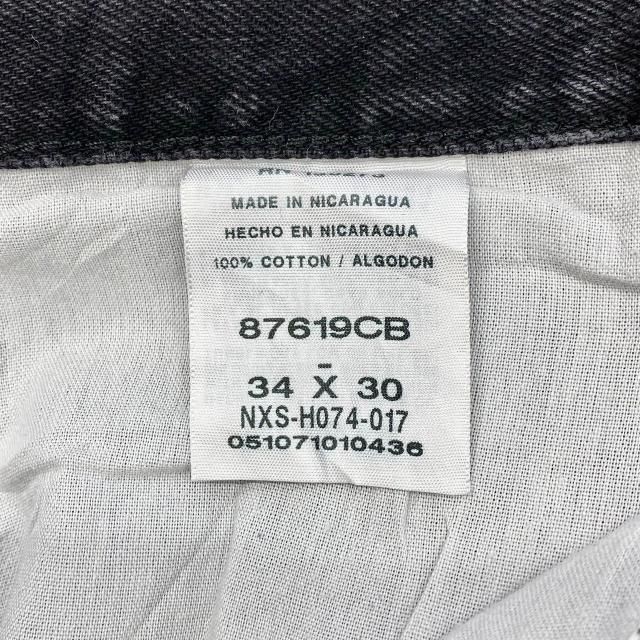 MADE IN NICARAGUA
HECHO EN NICARAGUA
100% COTTON / ALGODON
87619CB
-
34 X 30
NXS-H074-017
051071010436